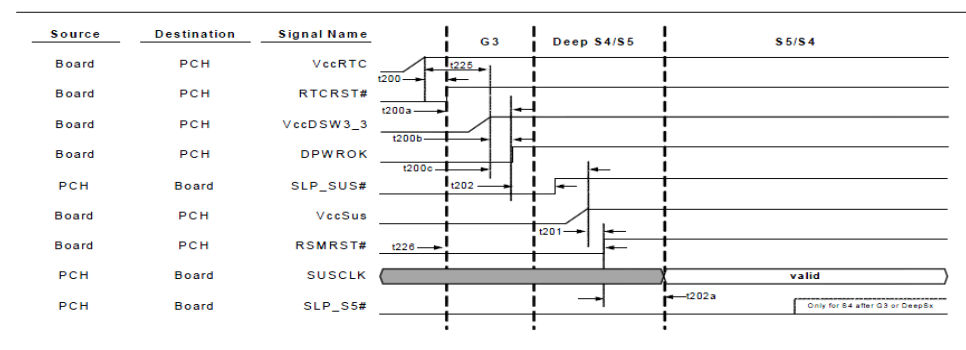 Source Destination Signal Name G3 Deep S4/S5 S5/S4
Board PCH VccRTC t225
t200
Board PCH RTCRST#
t200a
Board PCH VccDSW3_3
t200b
Board PCH DPWROK
t200c
PCH Board SLP_SUS# t202
Board PCH VccSus
t201
Board PCH RSMRST# t226
PCH Board SUSCLK valid
t202a
PCH Board SLP_S5# Only for S4 after G3 or DeepSx